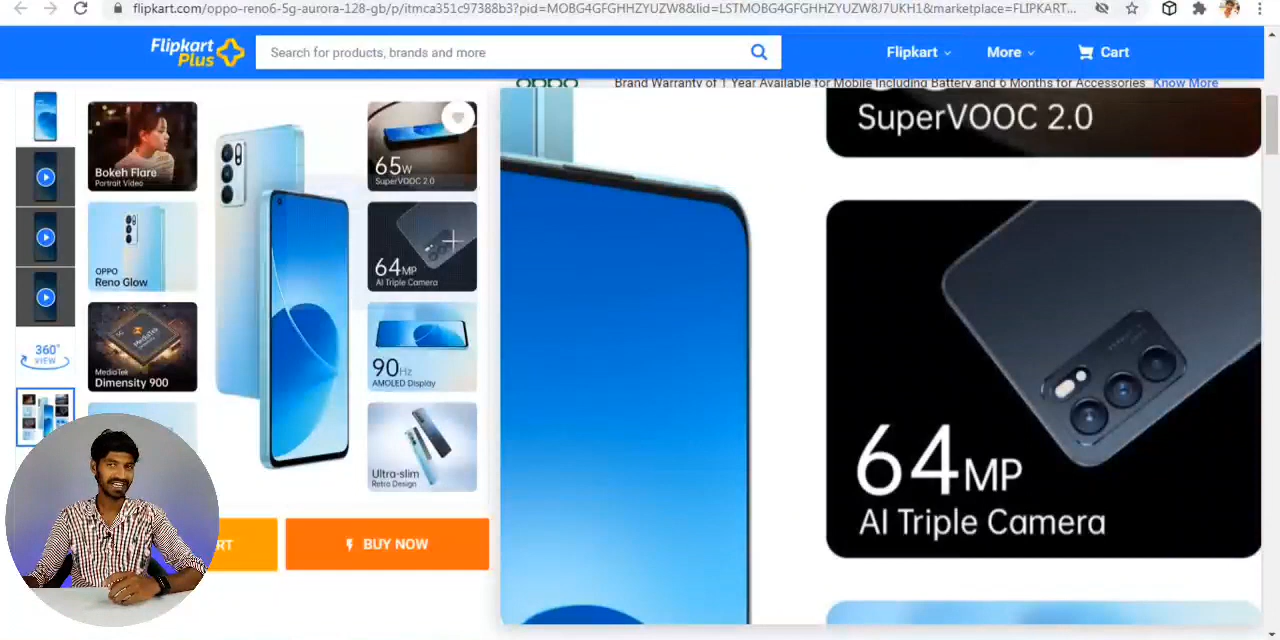 flipkart.com/oppo-reno6-5g-aurora-128-gb/p/itmca351c97388b3?pid=MOBG4GFGHHZYUZW8&lid=LSTMOBG4GFGHHZYUZW8J7UKH1&marketplace=FLIPKART...
Flipkart
Plus
Search for products, brands and more
Flipkart
More
Cart
oppo
Brand Warranty of 1 Year Available for Mobile Including Battery and 6 Months for Accessories Know More
Bokeh Flare
Portrait Video
65W
SuperVOOC 2.0
SuperVOOC 2.0
OPPO
Reno Glow
64MP
AI Triple Camera
MediaTek
MediaTek
Dimensity 900
90Hz
AMOLED Display
360°
VIEW
Ultra-slim
Retro Design
64MP
AI Triple Camera
RT
BUY NOW